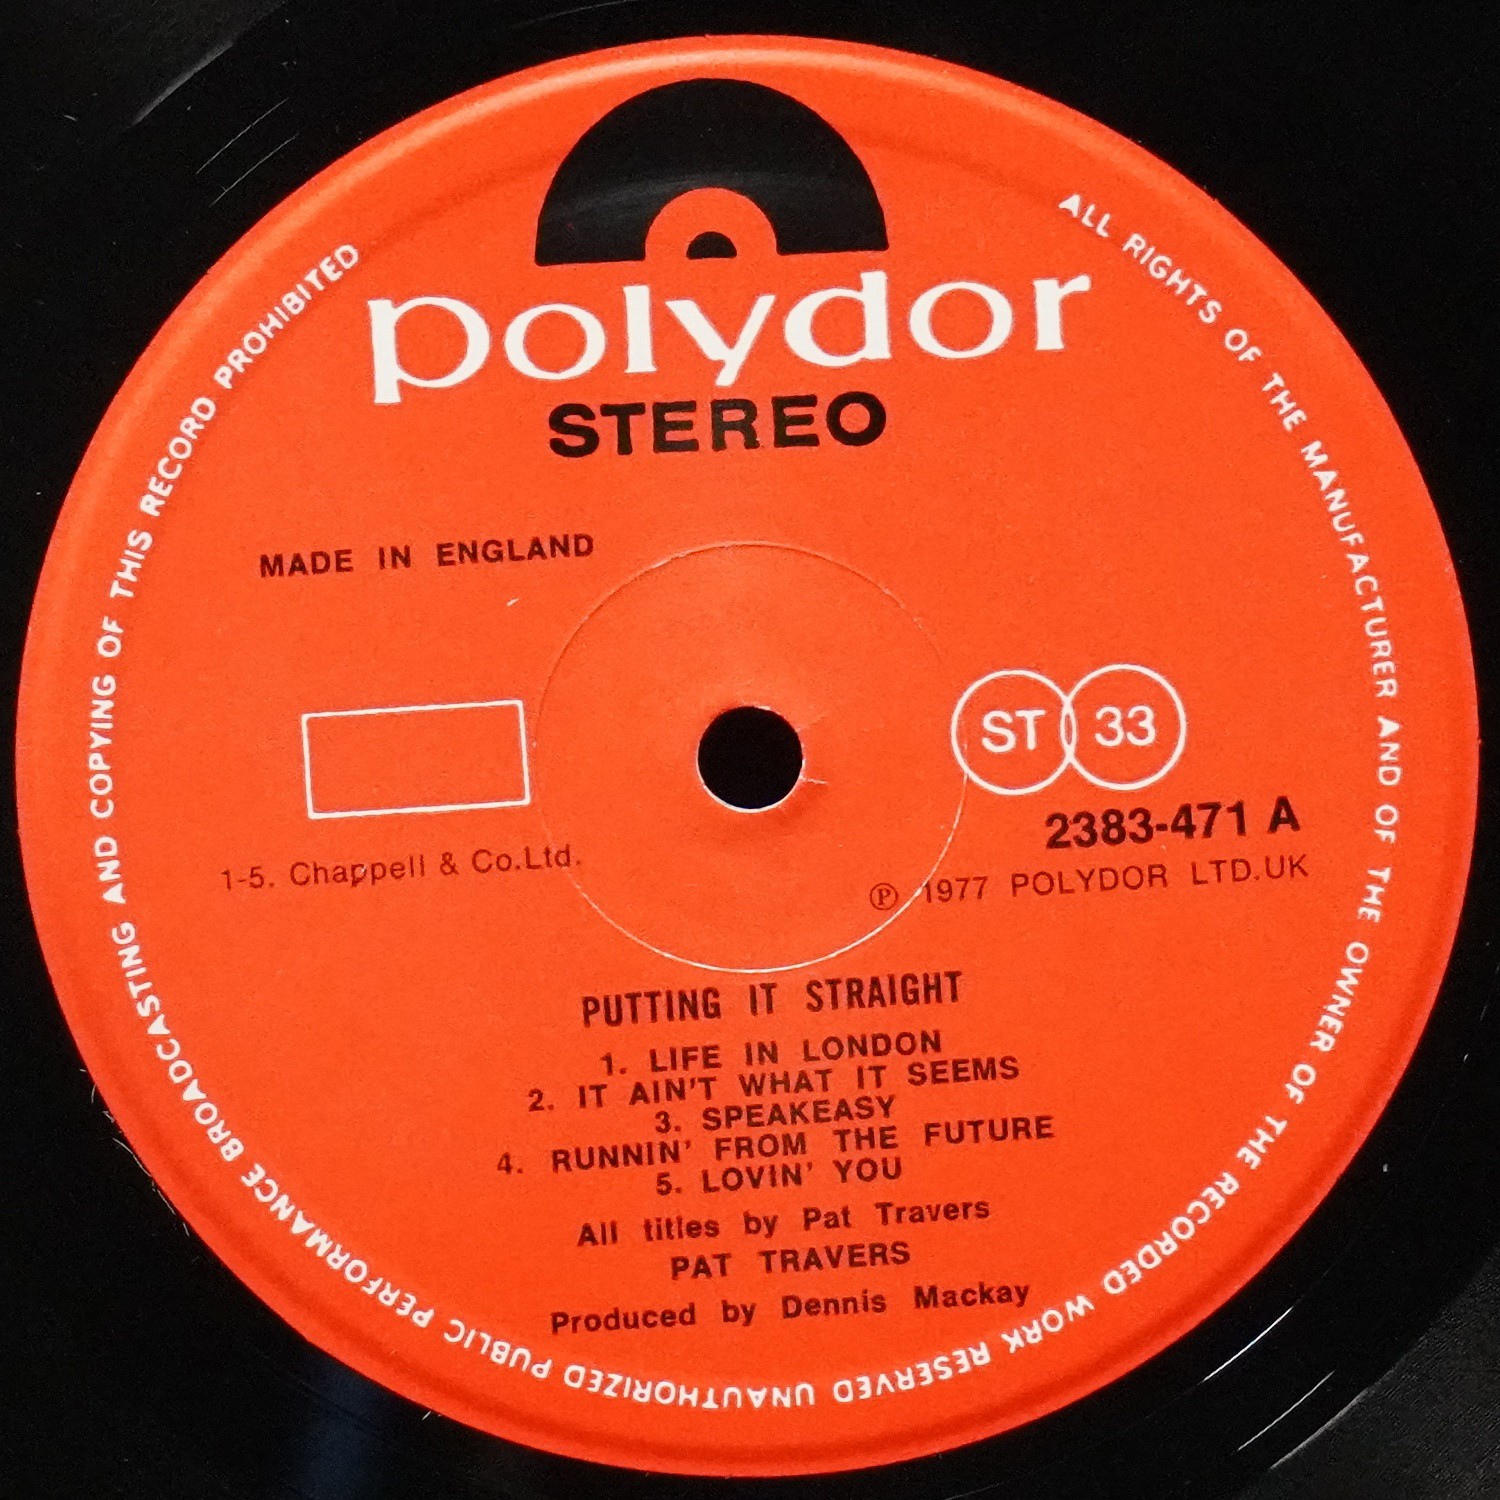 polydor
STEREO
MADE IN ENGLAND
ST 33
2383-471 A
1-5. Chappell & Co.Ltd.
Ⓟ 1977 POLYDOR LTD.UK
PUTTING IT STRAIGHT
1. LIFE IN LONDON
2. IT AIN'T WHAT IT SEEMS
3. SPEAKEASY
4. RUNNIN' FROM THE FUTURE
5. LOVIN' YOU
All titles by Pat Travers
PAT TRAVERS
Produced by Dennis Mackay
ALL RIGHTS OF THE MANUFACTURER AND OF THE OWNER OF THE RECORDED WORK RESERVED UNAUTHORIZED PUBLIC PERFORMANCE BROADCASTING AND COPYING OF THIS RECORD PROHIBITED